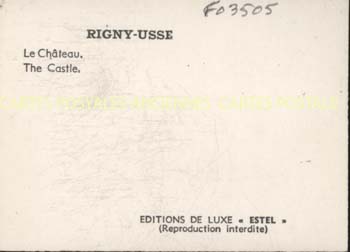 F03505
RIGNY-USSE
Le Château.
The Castle.
EDITIONS DE LUXE « ESTEL »
(Reproduction interdite)